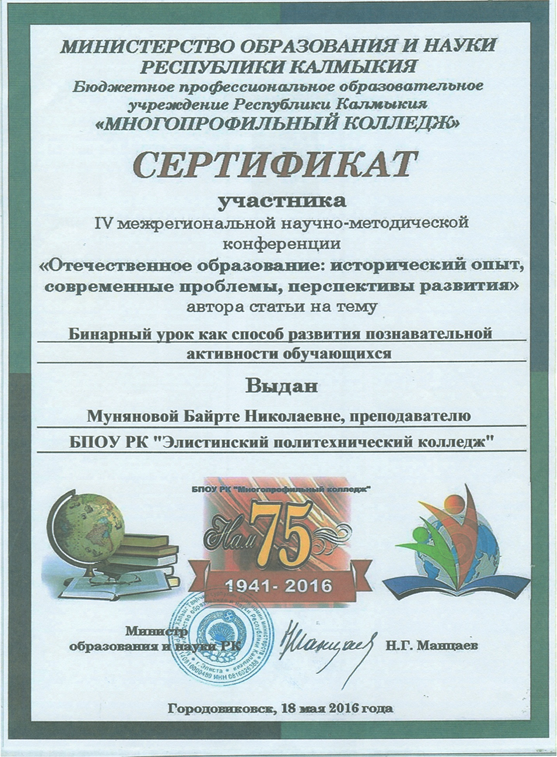 МИНИСТЕРСТВО ОБРАЗОВАНИЯ И НАУКИ
РЕСПУБЛИКИ КАЛМЫКИЯ
Бюджетное профессиональное образовательное
учреждение Республики Калмыкия
«МНОГОПРОФИЛЬНЫЙ КОЛЛЕДЖ»
СЕРТИФИКАТ
участника
IV межрегиональной научно-методической
конференции
«Отечественное образование: исторический опыт,
современные проблемы, перспективы развития»
автора статьи на тему
Бинарный урок как способ развития познавательной
активности обучающихся
Выдан
Муняновой Байрте Николаевне, преподавателю
БПОУ РК "Элистинский политехнический колледж"
БПОУ РК "Многопрофильный колледж"
Нам 75
1941- 2016
Министр
образования и науки РК
Н.Г. Манцаев
Городовиковск, 18 мая 2016 года